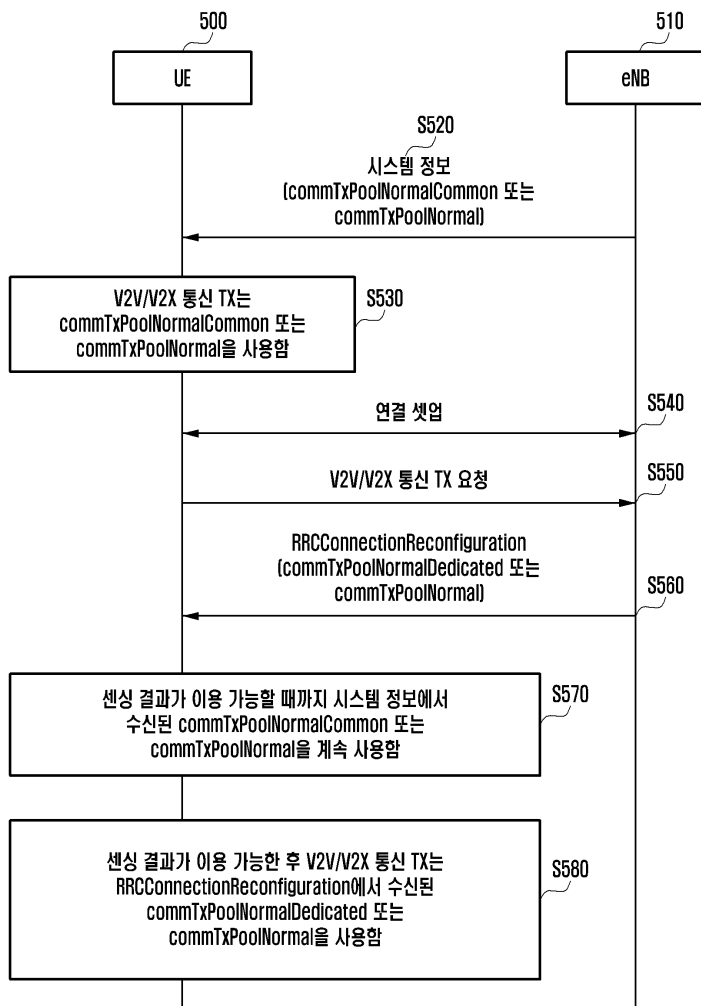 500
510
UE
eNB
S520
시스템 정보
(commTxPoolNormalCommon 또는
commTxPoolNormal)
V2V/V2X 통신 TX는
commTxPoolNormalCommon 또는
commTxPoolNormal을 사용함
S530
연결 셋업
S540
V2V/V2X 통신 TX 요청
S550
RRCConnectionReconfiguration
(commTxPoolNormalDedicated 또는
commTxPoolNormal)
S560
센싱 결과가 이용 가능할 때까지 시스템 정보에서
수신된 commTxPoolNormalCommon 또는
commTxPoolNormal을 계속 사용함
S570
센싱 결과가 이용 가능한 후 V2V/V2X 통신 TX는
RRCConnectionReconfiguration에서 수신된
commTxPoolNormalDedicated 또는
commTxPoolNormal을 사용함
S580